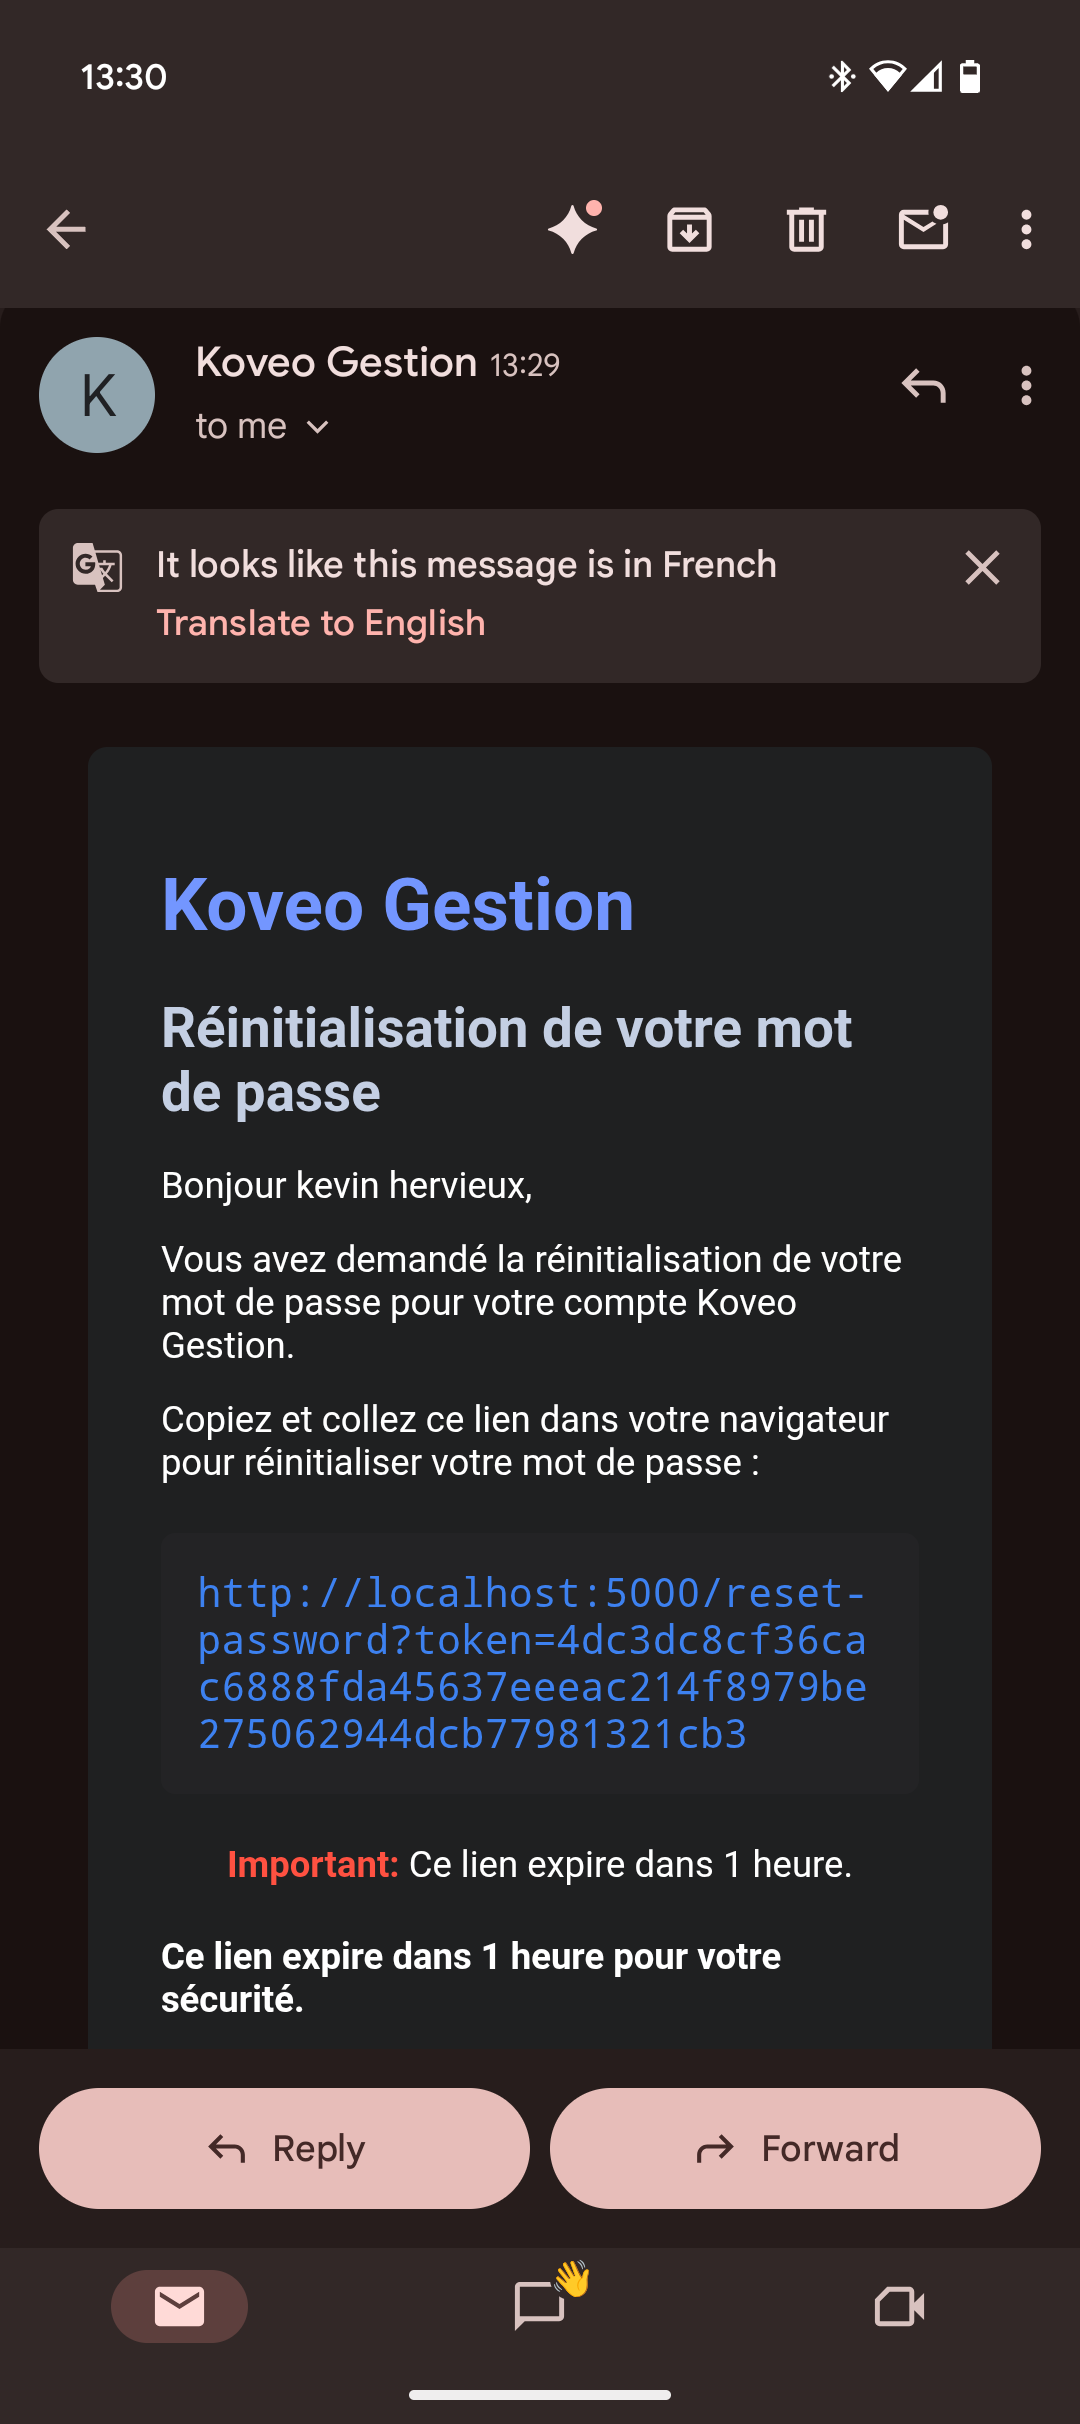 13:30
Koveo Gestion 13:29
K
to me
It looks like this message is in French
Translate to English
Koveo Gestion
Réinitialisation de votre mot
de passe
Bonjour kevin hervieux,
Vous avez demandé la réinitialisation de votre
mot de passe pour votre compte Koveo
Gestion.
Copiez et collez ce lien dans votre navigateur
pour réinitialiser votre mot de passe :
http://localhost:5000/reset-
password?token=4dc3dc8cf36ca
c6888fda45637eeeac214f8979be
275062944dcb77981321cb3
Important: Ce lien expire dans 1 heure.
Ce lien expire dans 1 heure pour votre
sécurité.
Reply
Forward